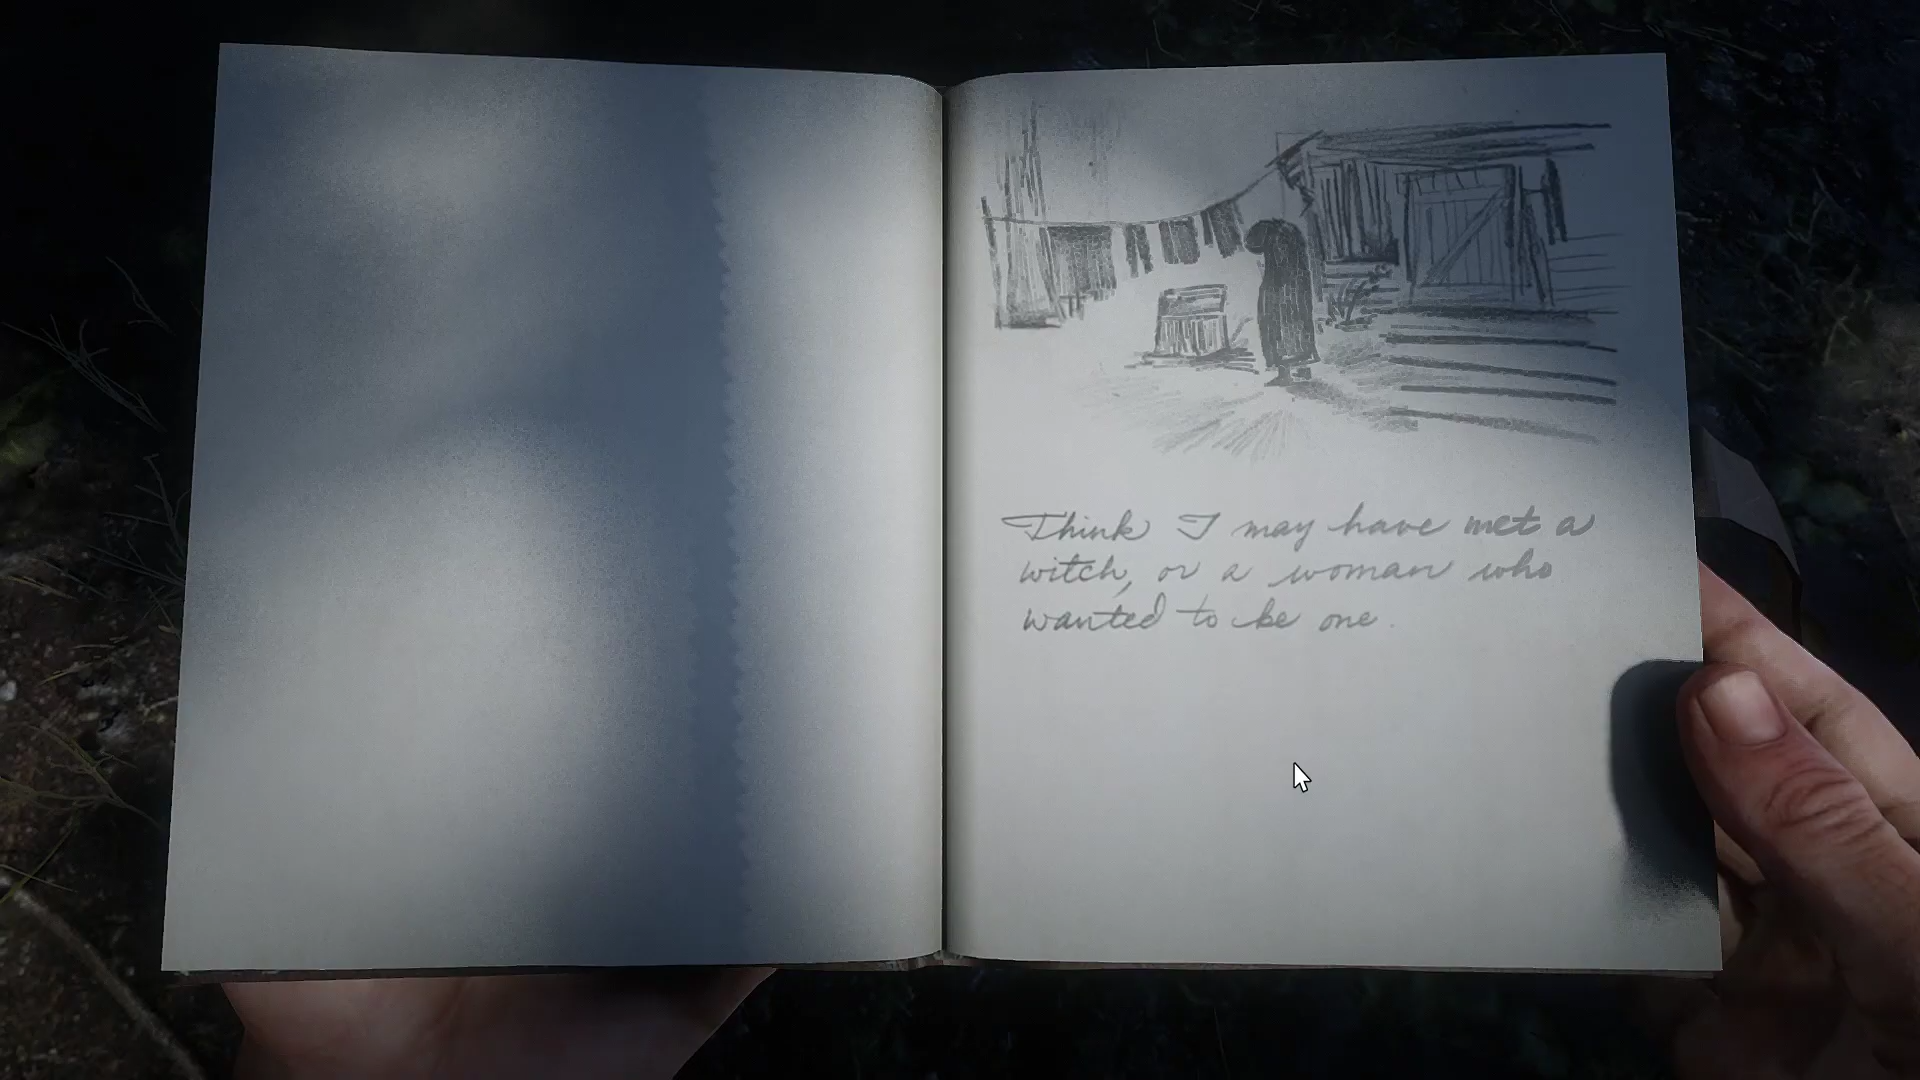 Think I may have met a
witch, or a woman who
wanted to be one.